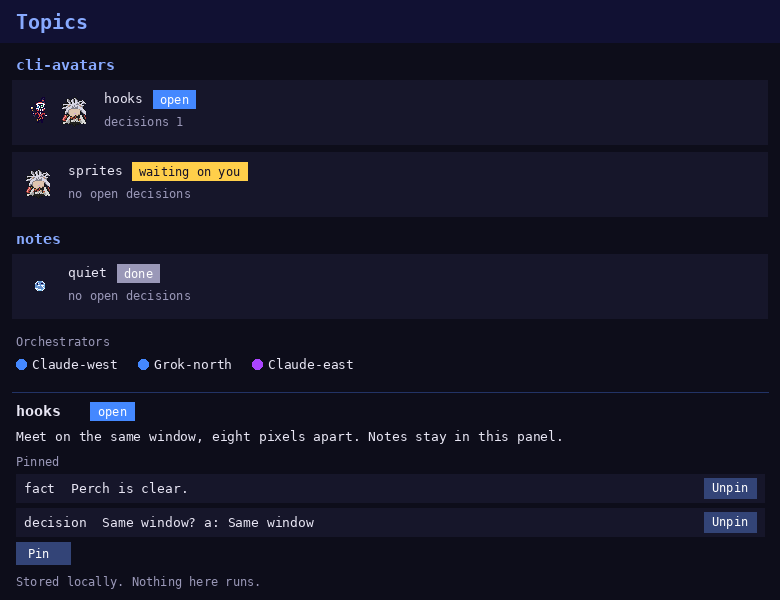 Topics
cli-avatars
hooks open
decisions 1
sprites waiting on you
no open decisions
notes
quiet done
no open decisions
Orchestrators
Claude-west Grok-north Claude-east
hooks open
Meet on the same window, eight pixels apart. Notes stay in this panel.
Pinned
fact Perch is clear. Unpin
decision Same window? a: Same window Unpin
Pin
Stored locally. Nothing here runs.